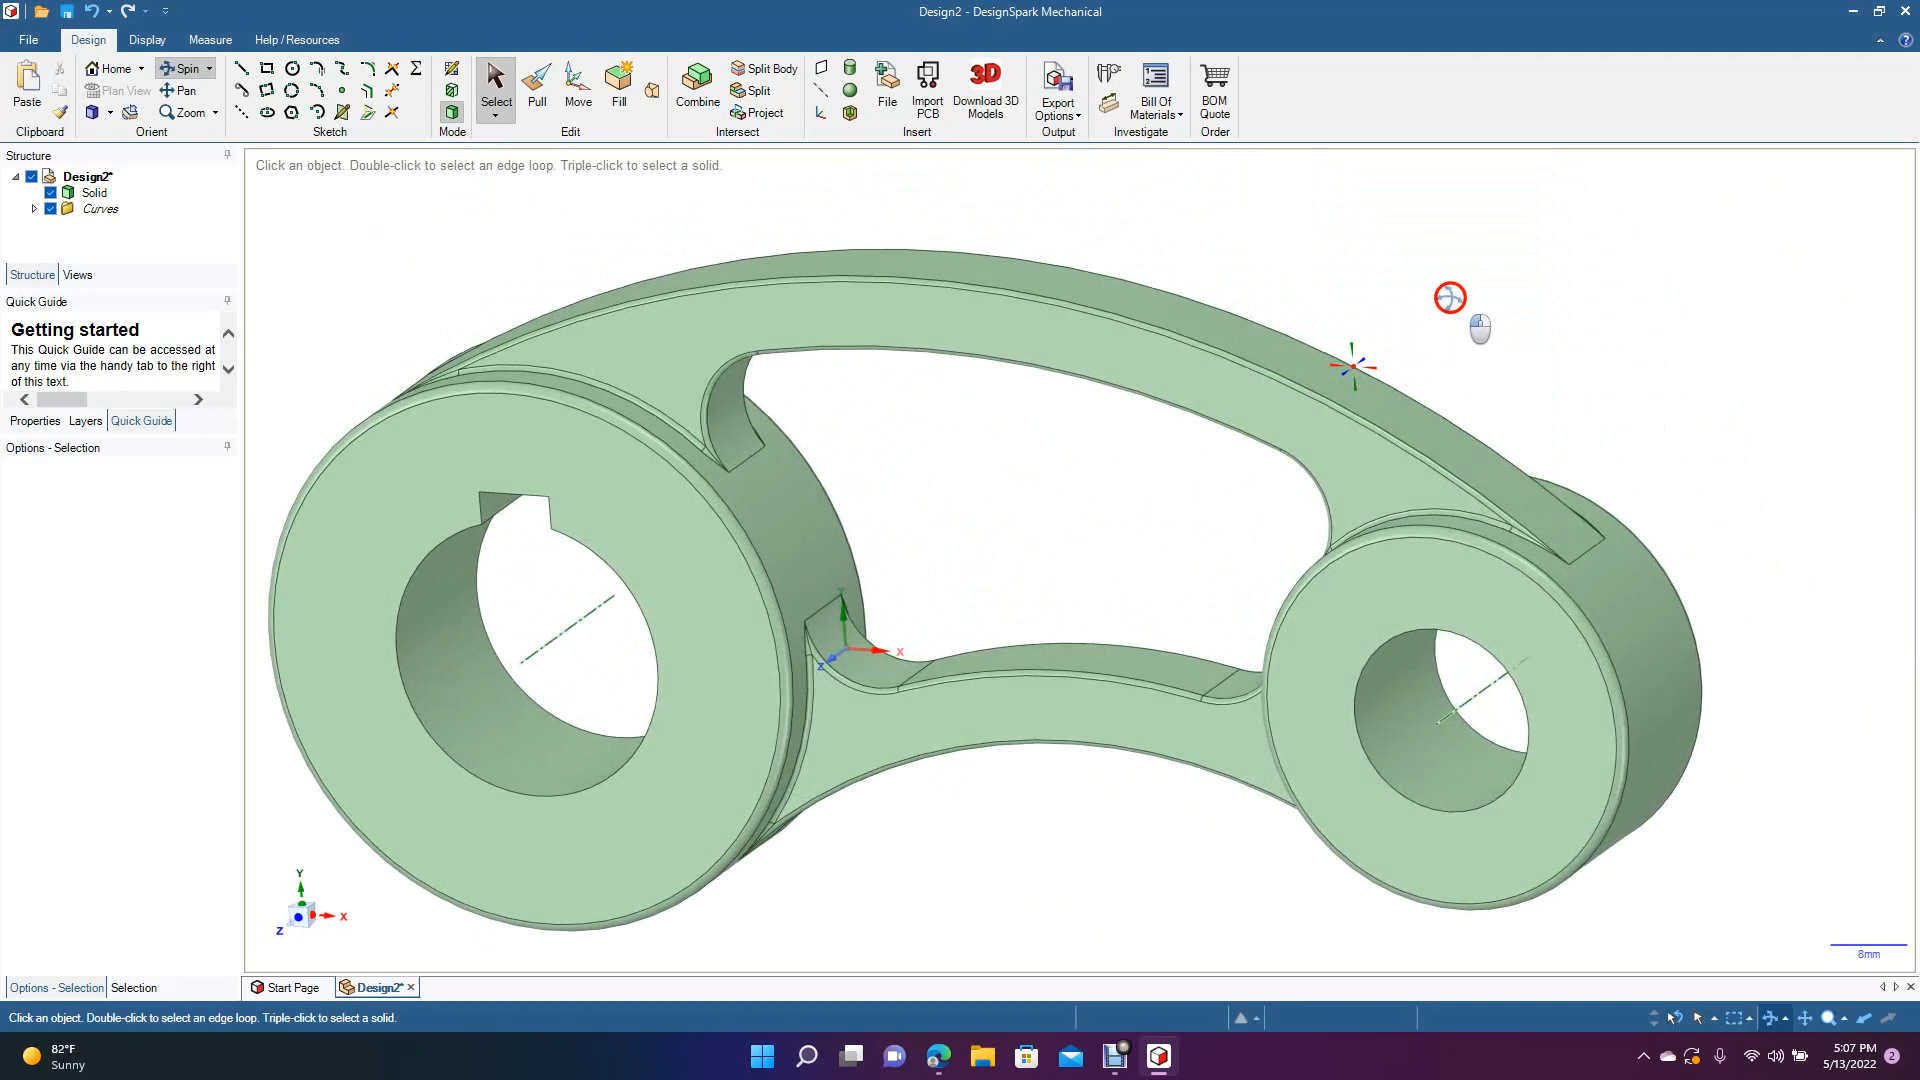 Design2 - DesignSpark Mechanical
File
Design
Display
Measure
Help / Resources
Paste
Home
Spin
Plan View
Pan
Zoom
Select
Pull
Move
Fill
Combine
Split Body
Split
Project
File
Import PCB
Download 3D Models
3D
Export Options
Bill Of Materials
BOM Quote
Clipboard
Orient
Sketch
Mode
Edit
Intersect
Insert
Output
Investigate
Order
Structure
Design2*
Solid
Curves
Structure
Views
Quick Guide
Getting started
This Quick Guide can be accessed at
any time via the handy tab to the right
of this text.
Properties
Layers
Quick Guide
Options - Selection
Click an object. Double-click to select an edge loop. Triple-click to select a solid.
X
Z
Y
X
Z
8mm
Options - Selection
Selection
Start Page
Design2*
Click an object. Double-click to select an edge loop. Triple-click to select a solid.
82°F
Sunny
5:07 PM
5/13/2022
2